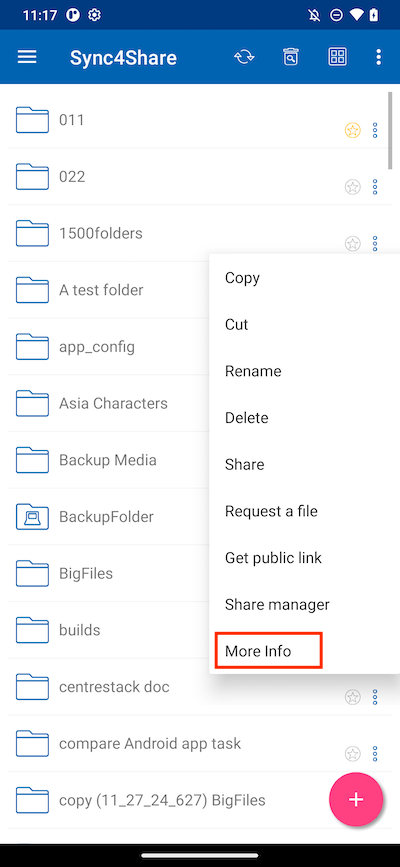 11:17
Sync4Share
011
022
1500folders
A test folder
app_config
Asia Characters
Backup Media
BackupFolder
BigFiles
builds
centrestack doc
compare Android app task
copy (11_27_24_627) BigFiles
Copy
Cut
Rename
Delete
Share
Request a file
Get public link
Share manager
More Info